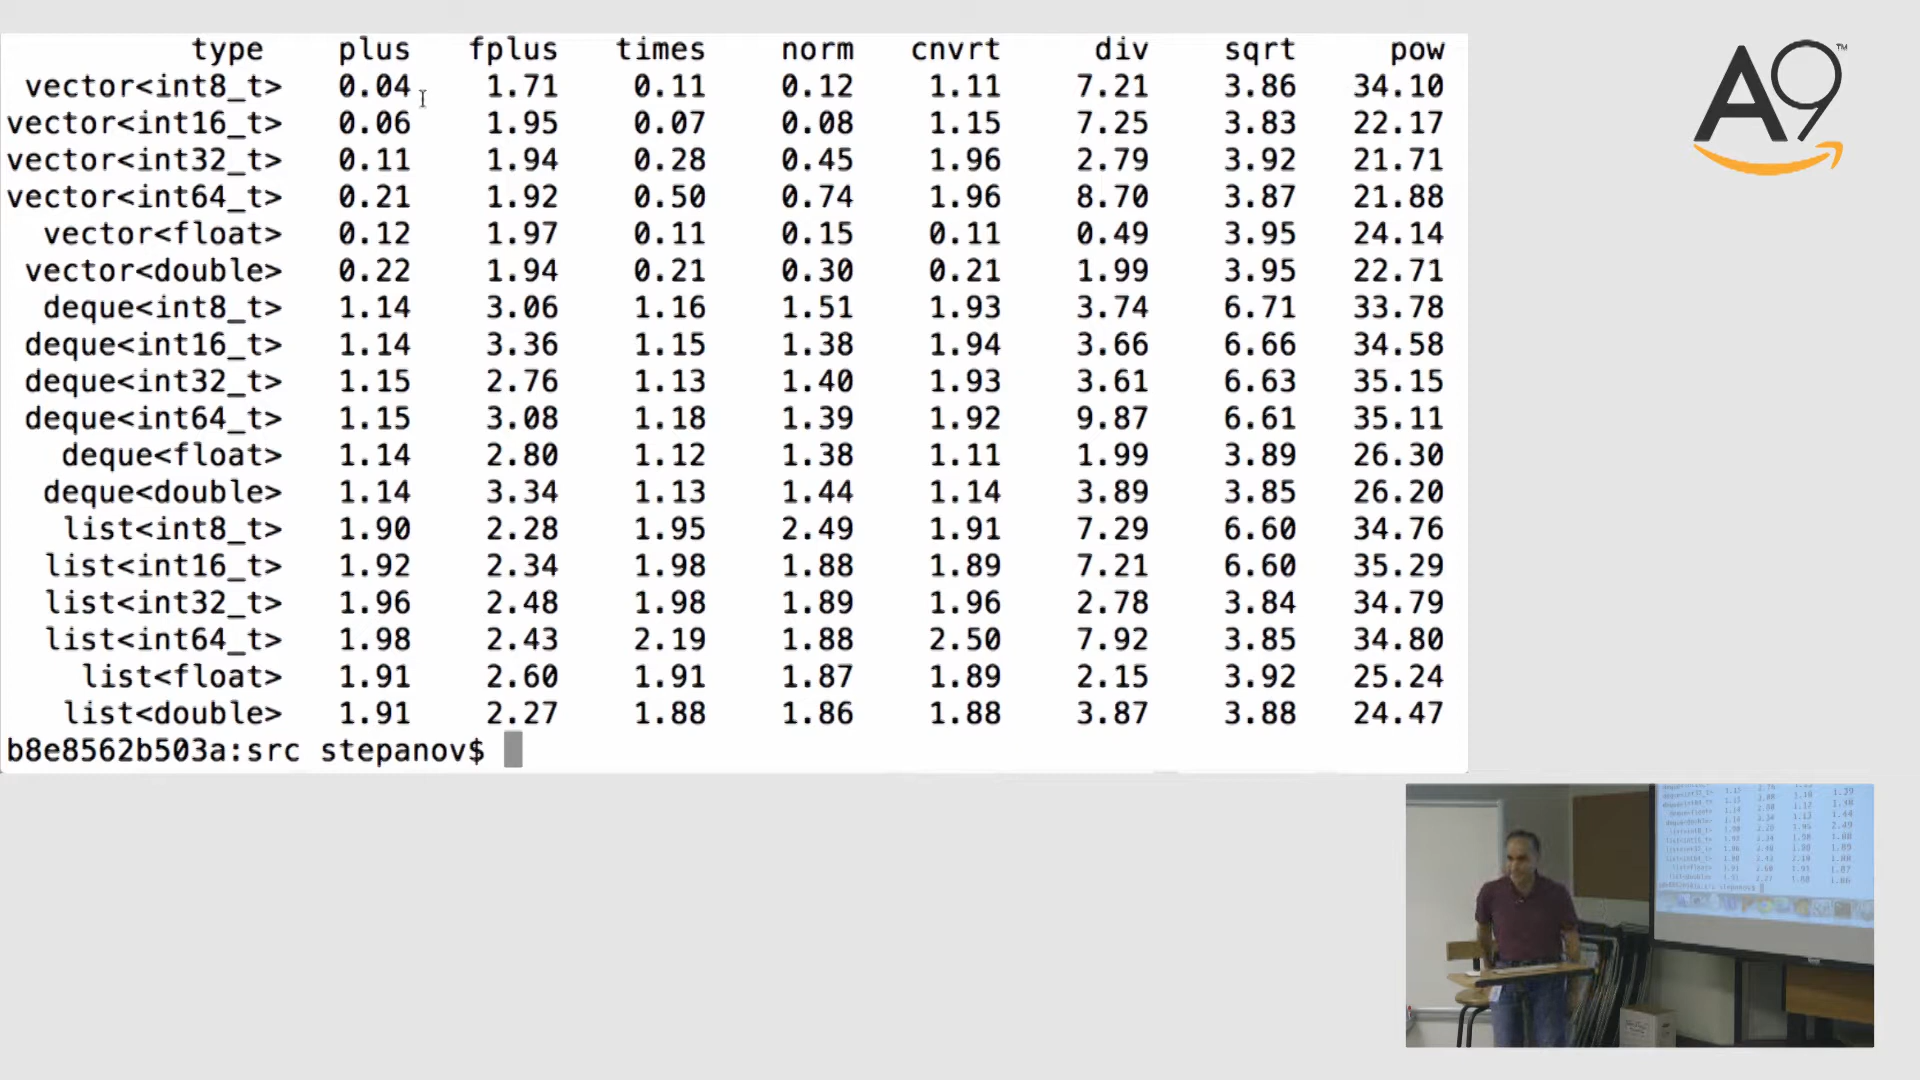 type plus fplus times norm cnvrt div sqrt pow
vector<int8_t> 0.04 1.71 0.11 0.12 1.11 7.21 3.86 34.10
vector<int16_t> 0.06 1.95 0.07 0.08 1.15 7.25 3.83 22.17
vector<int32_t> 0.11 1.94 0.28 0.45 1.96 2.79 3.92 21.71
vector<int64_t> 0.21 1.92 0.50 0.74 1.96 8.70 3.87 21.88
vector<float> 0.12 1.97 0.11 0.15 0.11 0.49 3.95 24.14
vector<double> 0.22 1.94 0.21 0.30 0.21 1.99 3.95 22.71
deque<int8_t> 1.14 3.06 1.16 1.51 1.93 3.74 6.71 33.78
deque<int16_t> 1.14 3.36 1.15 1.38 1.94 3.66 6.66 34.58
deque<int32_t> 1.15 2.76 1.13 1.40 1.93 3.61 6.63 35.15
deque<int64_t> 1.15 3.08 1.18 1.39 1.92 9.87 6.61 35.11
deque<float> 1.14 2.80 1.12 1.38 1.11 1.99 3.89 26.30
deque<double> 1.14 3.34 1.13 1.44 1.14 3.89 3.85 26.20
list<int8_t> 1.90 2.28 1.95 2.49 1.91 7.29 6.60 34.76
list<int16_t> 1.92 2.34 1.98 1.88 1.89 7.21 6.60 35.29
list<int32_t> 1.96 2.48 1.98 1.89 1.96 2.78 3.84 34.79
list<int64_t> 1.98 2.43 2.19 1.88 2.50 7.92 3.85 34.80
list<float> 1.91 2.60 1.91 1.87 1.89 2.15 3.92 25.24
list<double> 1.91 2.27 1.88 1.86 1.88 3.87 3.88 24.47
b8e8562b503a:src stepanov$
A9™